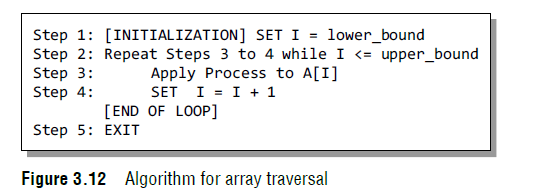 Step 1: [INITIALIZATION] SET I = lower_bound
Step 2: Repeat Steps 3 to 4 while I <= upper_bound
Step 3:       Apply Process to A[I]
Step 4:       SET  I = I + 1
        [END OF LOOP]
Step 5: EXIT
Figure 3.12 Algorithm for array traversal